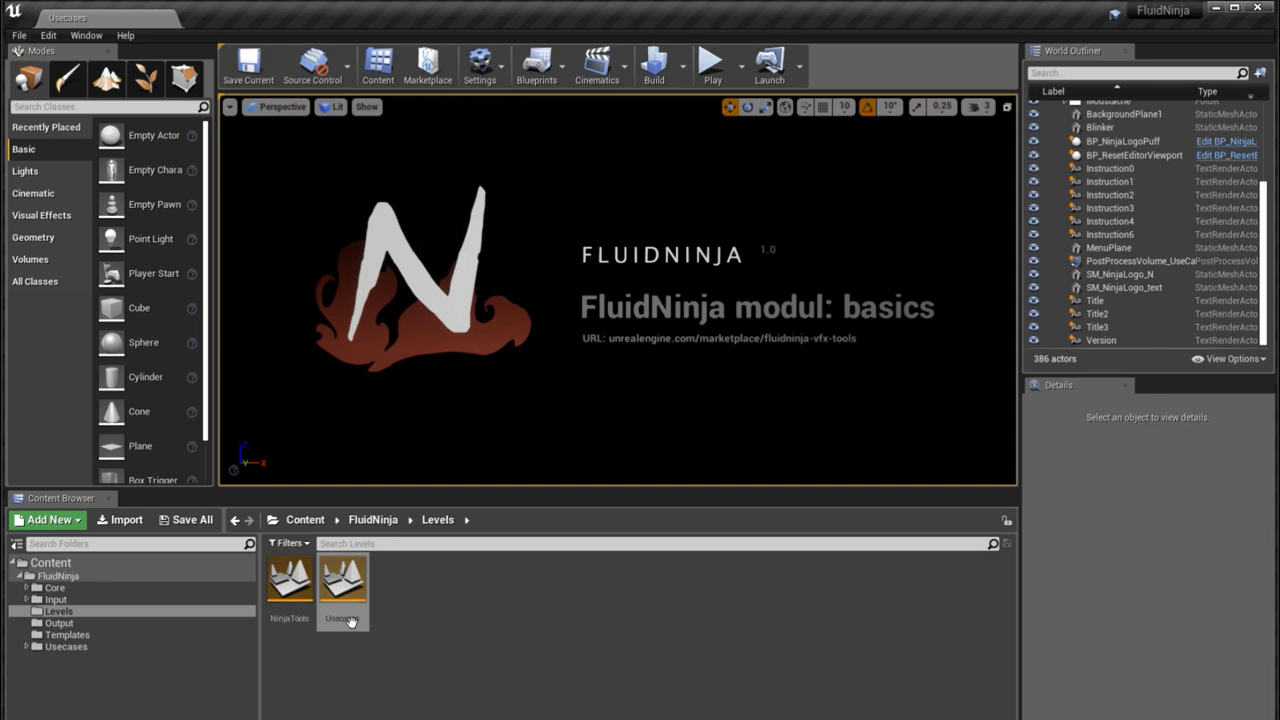 Usecases
FluidNinja
File Edit Window Help
Modes
Search Classes
Recently Placed
Basic
Lights
Cinematic
Visual Effects
Geometry
Volumes
All Classes
Empty Actor
Empty Chara
Empty Pawn
Point Light
Player Start
Cube
Sphere
Cylinder
Cone
Plane
Box Trigger
Save Current Source Control Content Marketplace Settings Blueprints Cinematics Build Play Launch
Perspective Lit Show 10 10° 0.25 3
N
FLUIDNINJA 1.0
FluidNinja modul: basics
URL: unrealengine.com/marketplace/fluidninja-vfx-tools
X
World Outliner
Search...
Label Type
Moustache Folder
BackgroundPlane1 StaticMeshActo
Blinker StaticMeshActo
BP_NinjaLogoPuff Edit BP_NinjaL
BP_ResetEditorViewport Edit BP_ResetE
Instruction0 TextRenderActo
Instruction1 TextRenderActo
Instruction2 TextRenderActo
Instruction3 TextRenderActo
Instruction4 TextRenderActo
Instruction6 TextRenderActo
MenuPlane StaticMeshActo
PostProcessVolume_UseCa PostProcessVol
SM_NinjaLogo_N StaticMeshActo
SM_NinjaLogo_text StaticMeshActo
Title TextRenderActo
Title2 TextRenderActo
Title3 TextRenderActo
Version TextRenderActo
386 actors View Options
Details
Select an object to view details.
Content Browser
Add New Import Save All Content FluidNinja Levels
Search Folders
Content
FluidNinja
Core
Input
Levels
Output
Templates
Usecases
Filters Search Levels
NinjaTools Usecases